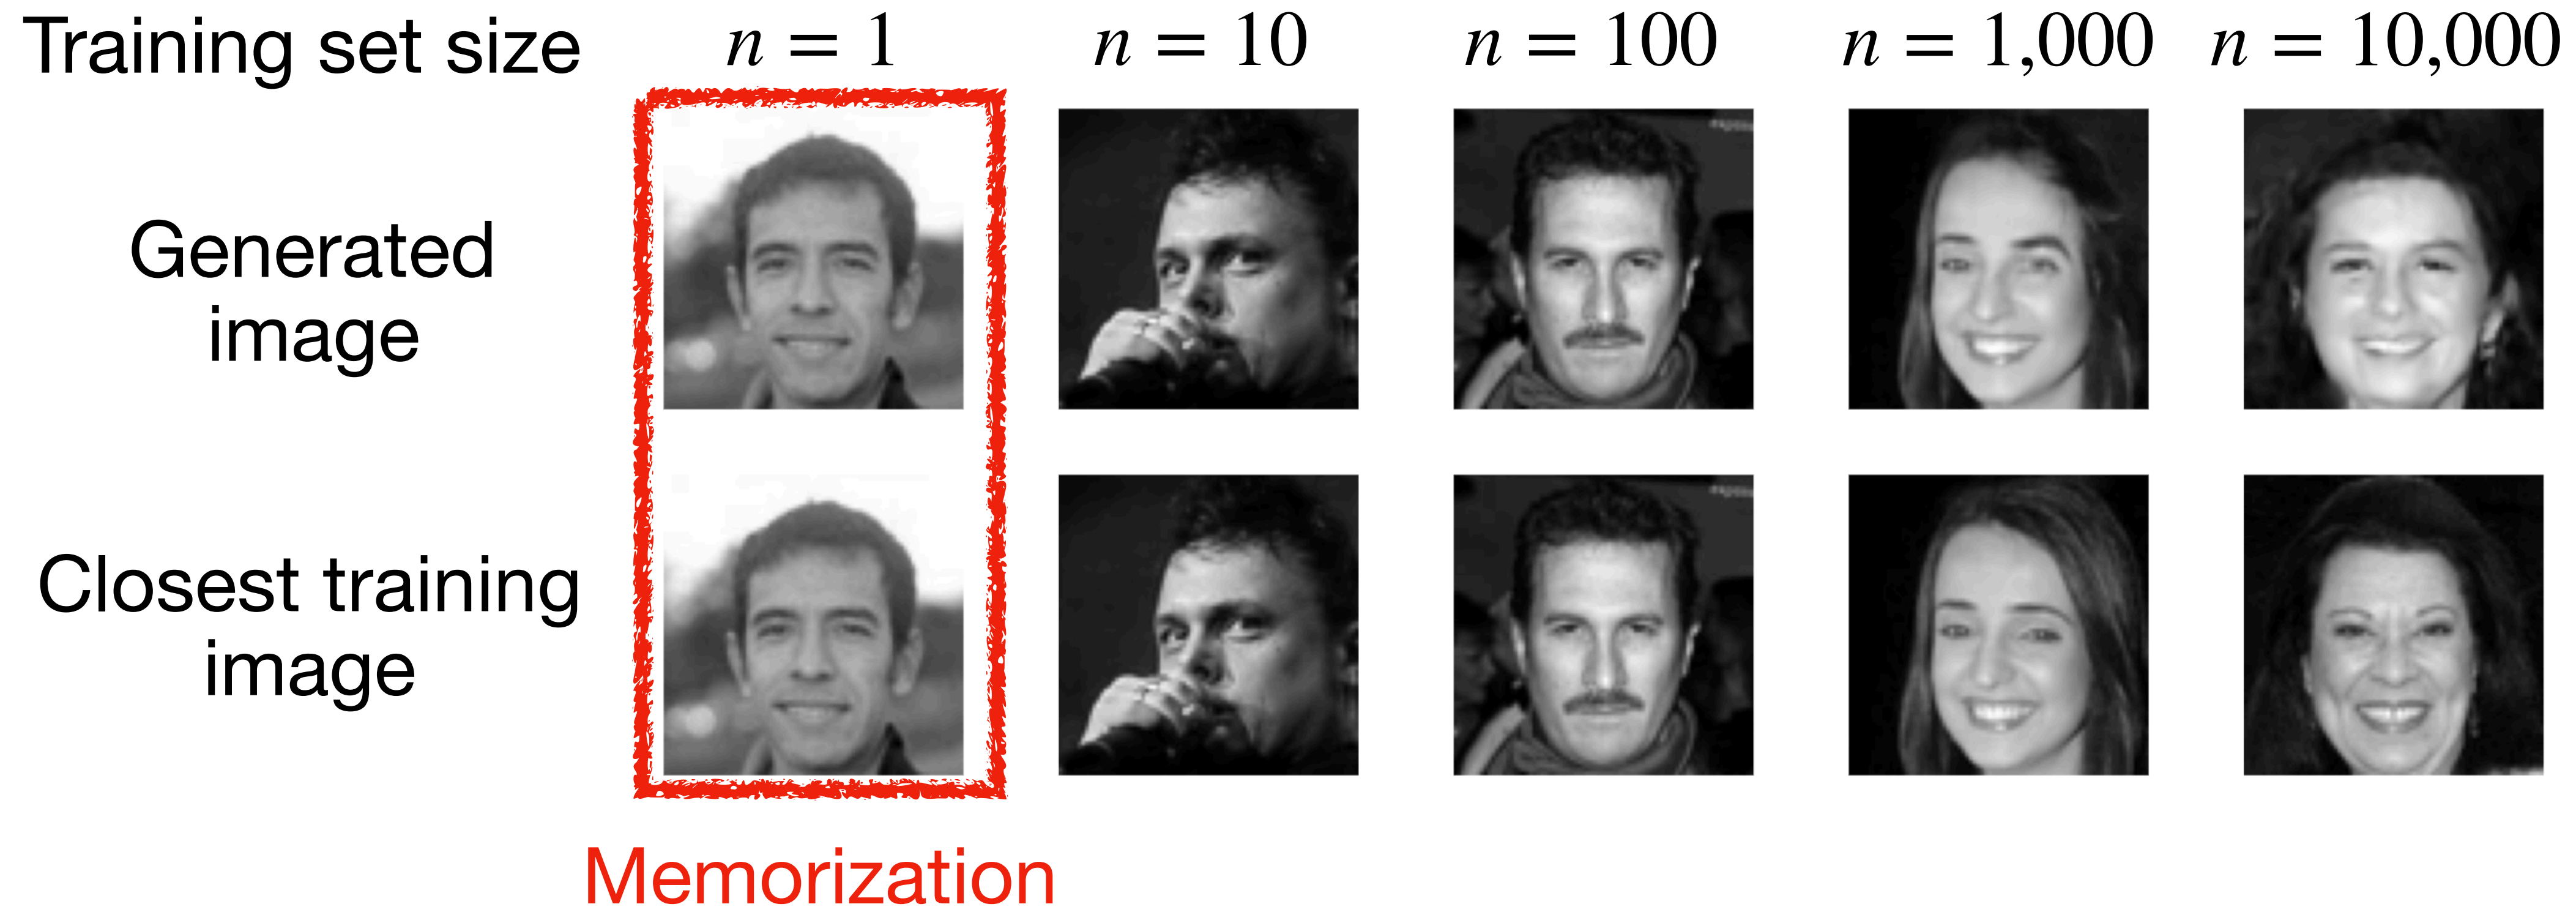 Training set size
n = 1
n = 10
n = 100
n = 1,000
n = 10,000
Generated
image
Closest training
image
Memorization